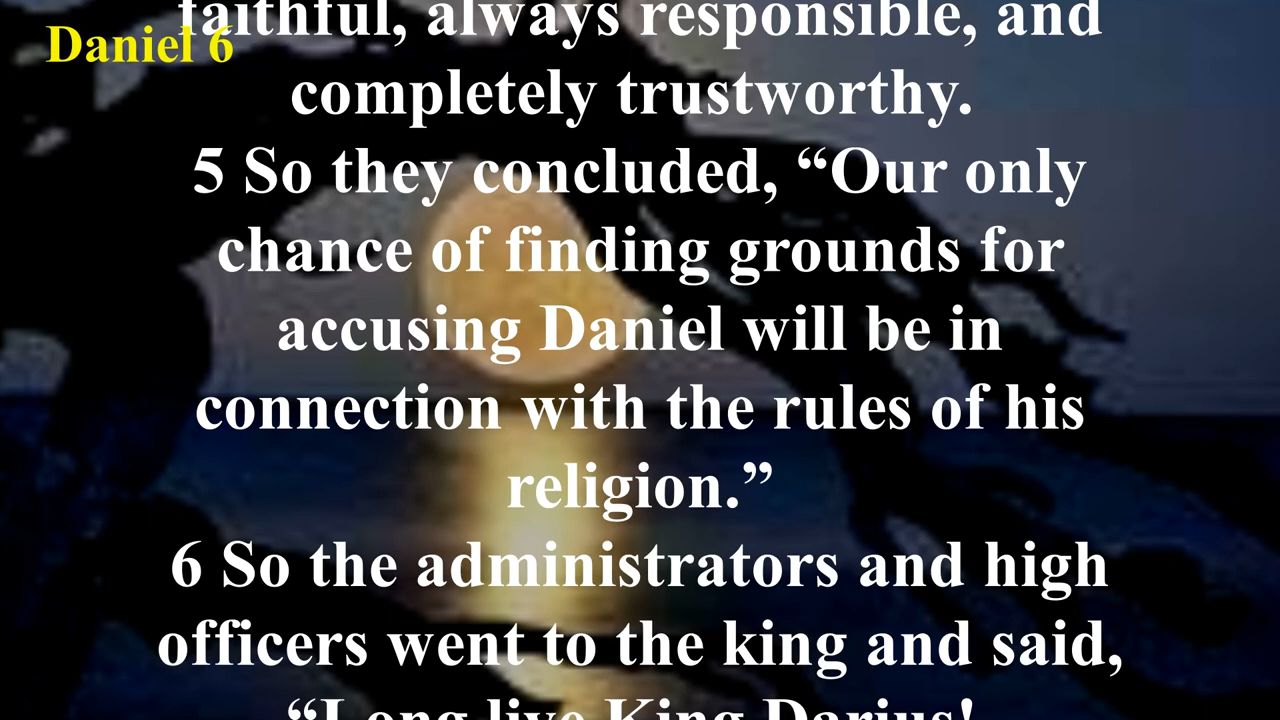 faithful, always responsible, and
Daniel 6
completely trustworthy.
5 So they concluded, “Our only
chance of finding grounds for
accusing Daniel will be in
connection with the rules of his
religion.”
6 So the administrators and high
officers went to the king and said,
“Long live King Darius!